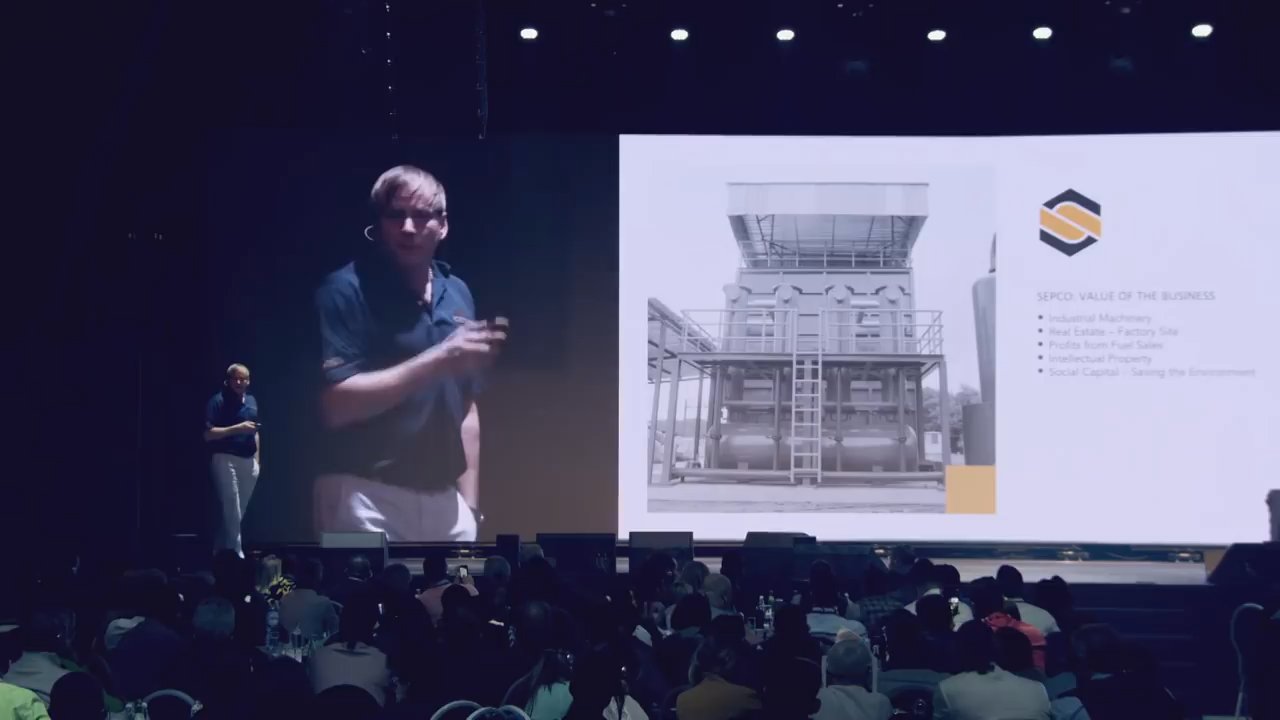 SEPCO: VALUE OF THE BUSINESS
• Industrial Machinery
• Real Estate – Factory Site
• Profits from Fuel Sales
• Intellectual Property
• Social Capital – Saving the Environment